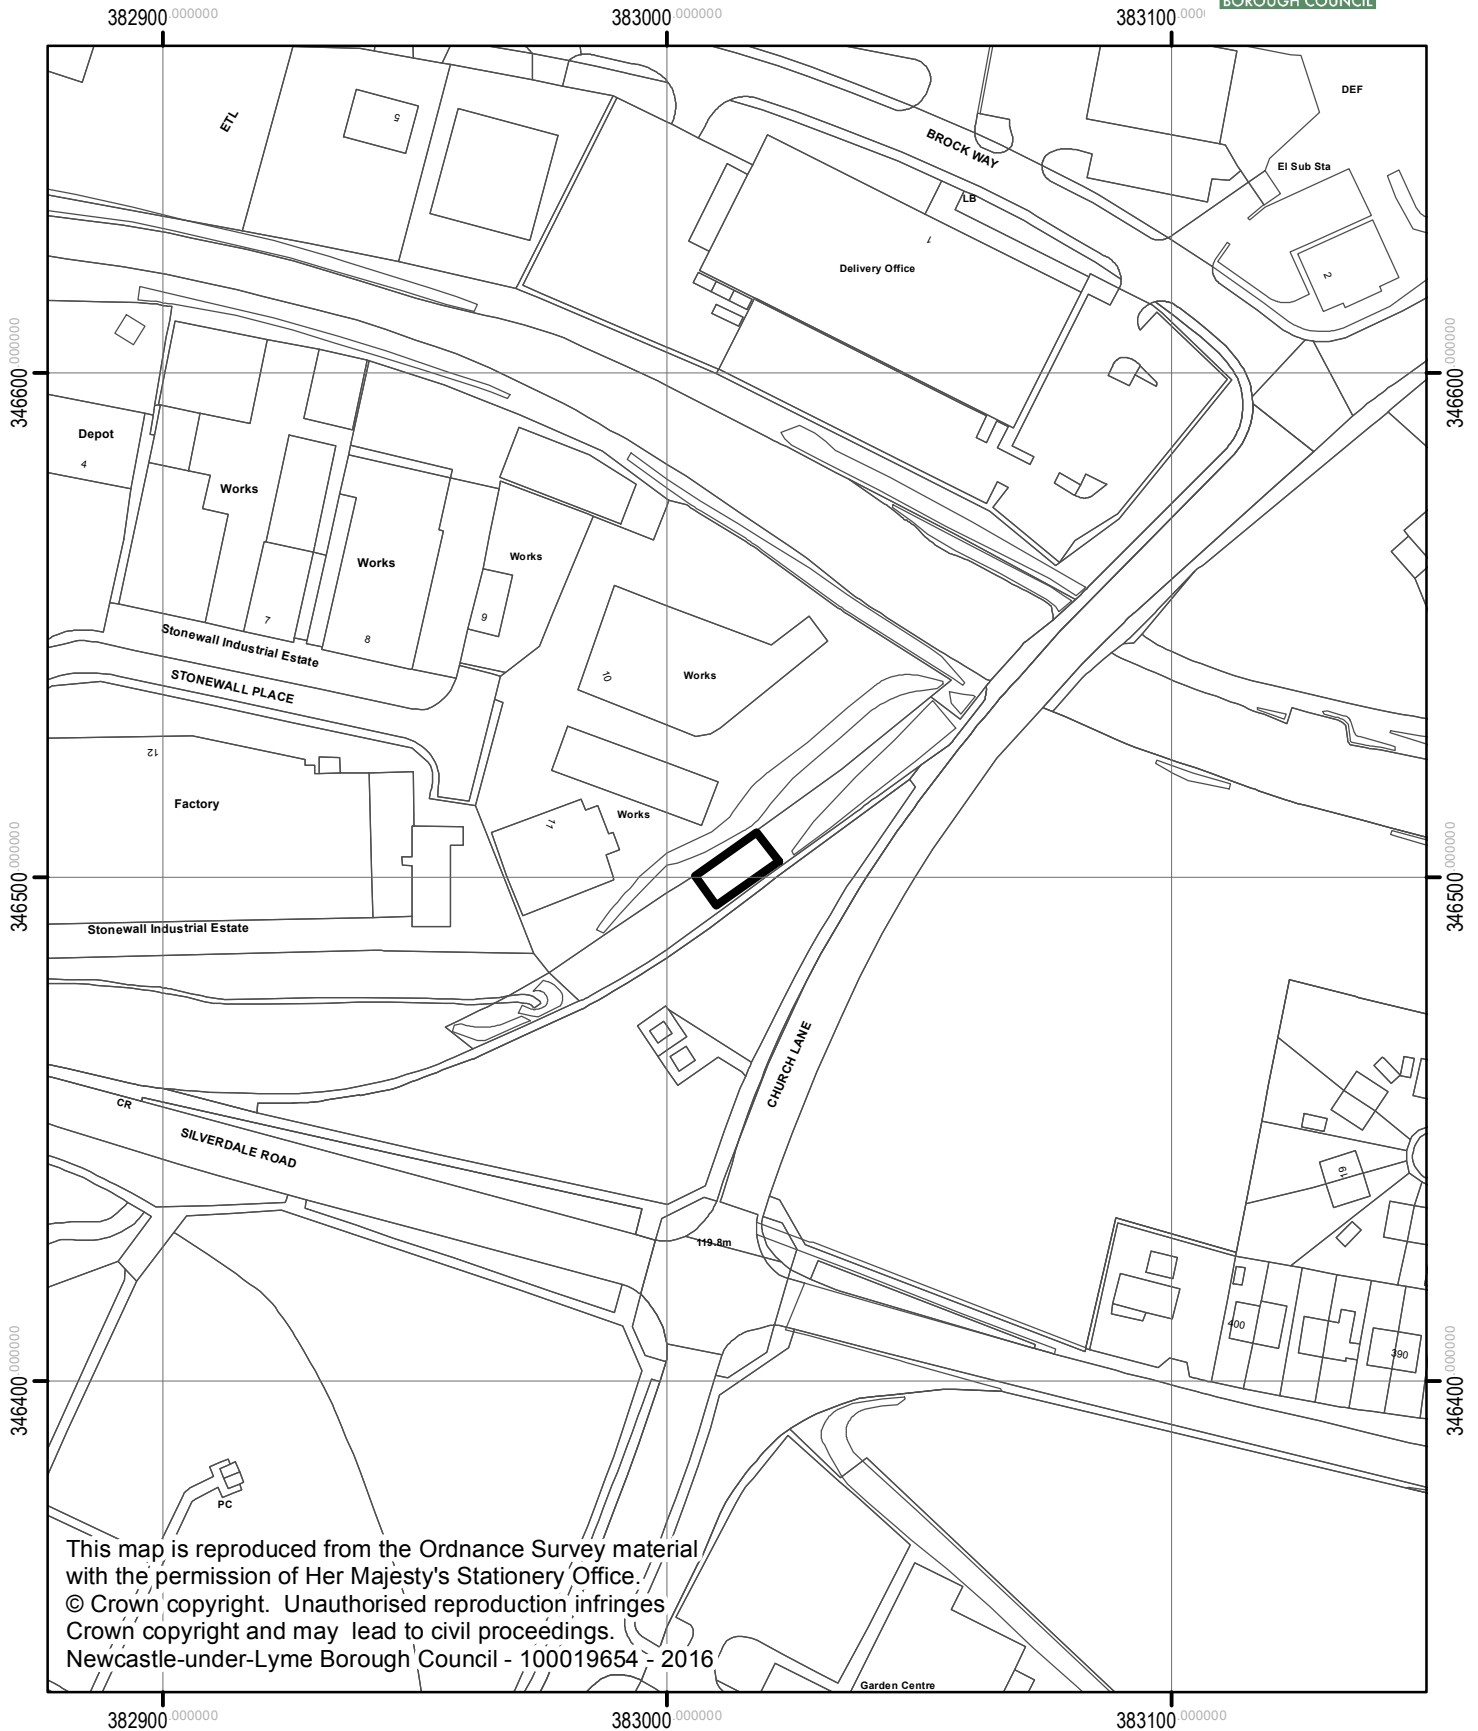 BOROUGH COUNCIL
382900.000000
383000.000000
383100.000
ETL
5
BROCK WAY
DEF
El Sub Sta
LB
1
Delivery Office
2
346600.000000
346600.000000
Depot
4
Works
Works
Works
7
8
9
Stonewall Industrial Estate
STONEWALL PLACE
10
Works
12
Factory
11
Works
346500.000000
346500.000000
Stonewall Industrial Estate
CHURCH LANE
CR
SILVERDALE ROAD
19
119.8m
400
390
346400.000000
346400.000000
PC
This map is reproduced from the Ordnance Survey material
with the permission of Her Majesty's Stationery Office.
© Crown copyright. Unauthorised reproduction infringes
Crown copyright and may lead to civil proceedings.
Newcastle-under-Lyme Borough Council - 100019654 - 2016
Garden Centre
382900.000000
383000.000000
383100.000000